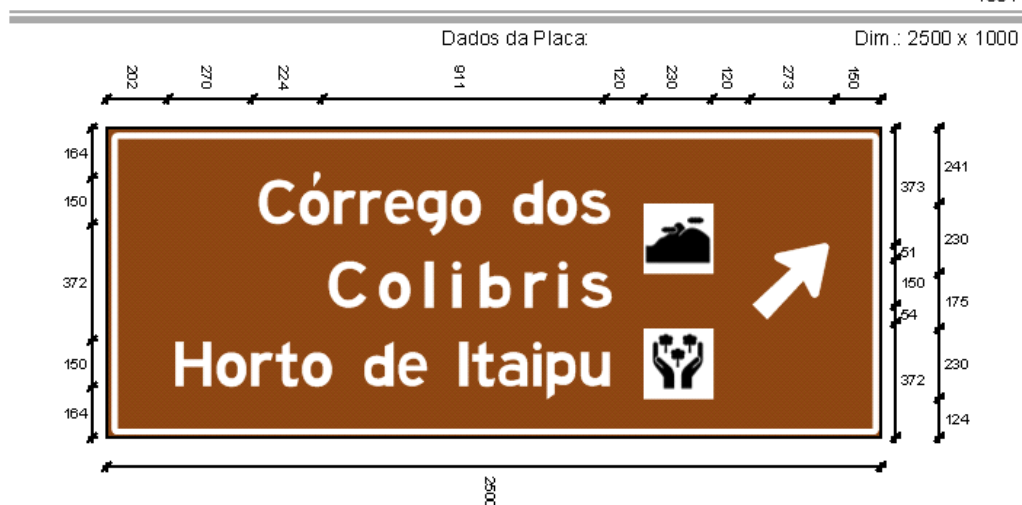 Dados da Placa:
Dim.: 2500 x 1000
202 270 224 911 120 230 120 273 150
164
150
372
150
164
Córrego dos
Colibris
Horto de Itaipu
373
51
150
54
372
241
230
175
230
124
2500